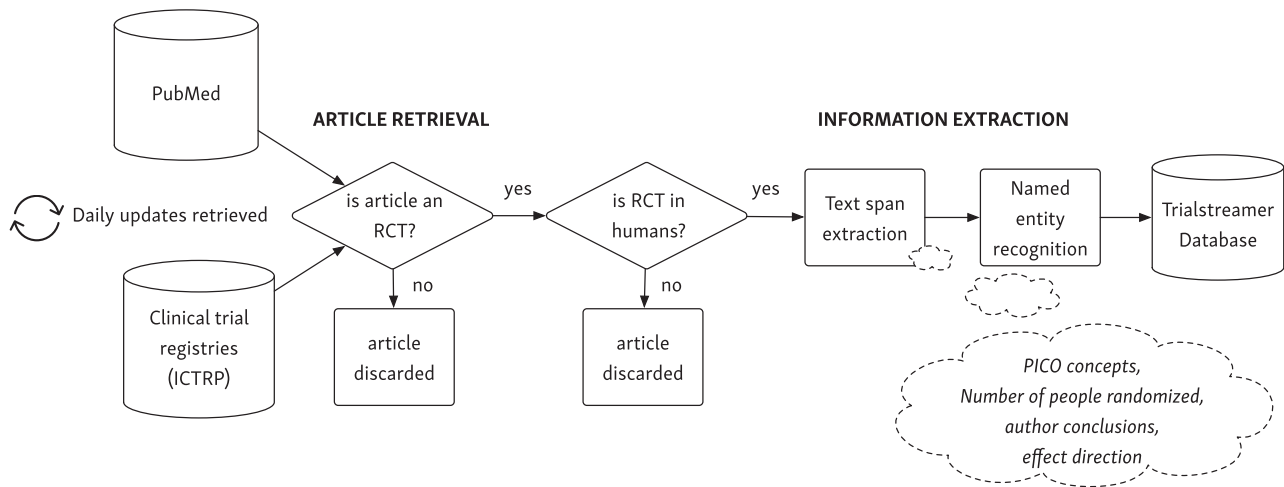 PubMed
ARTICLE RETRIEVAL
INFORMATION EXTRACTION
Daily updates retrieved
is article an
RCT?
yes
no
article
discarded
is RCT in
humans?
yes
no
article
discarded
Text span
extraction
Named
entity
recognition
Trialstreamer
Database
Clinical trial
registries
(ICTRP)
PICO concepts,
Number of people randomized,
author conclusions,
effect direction